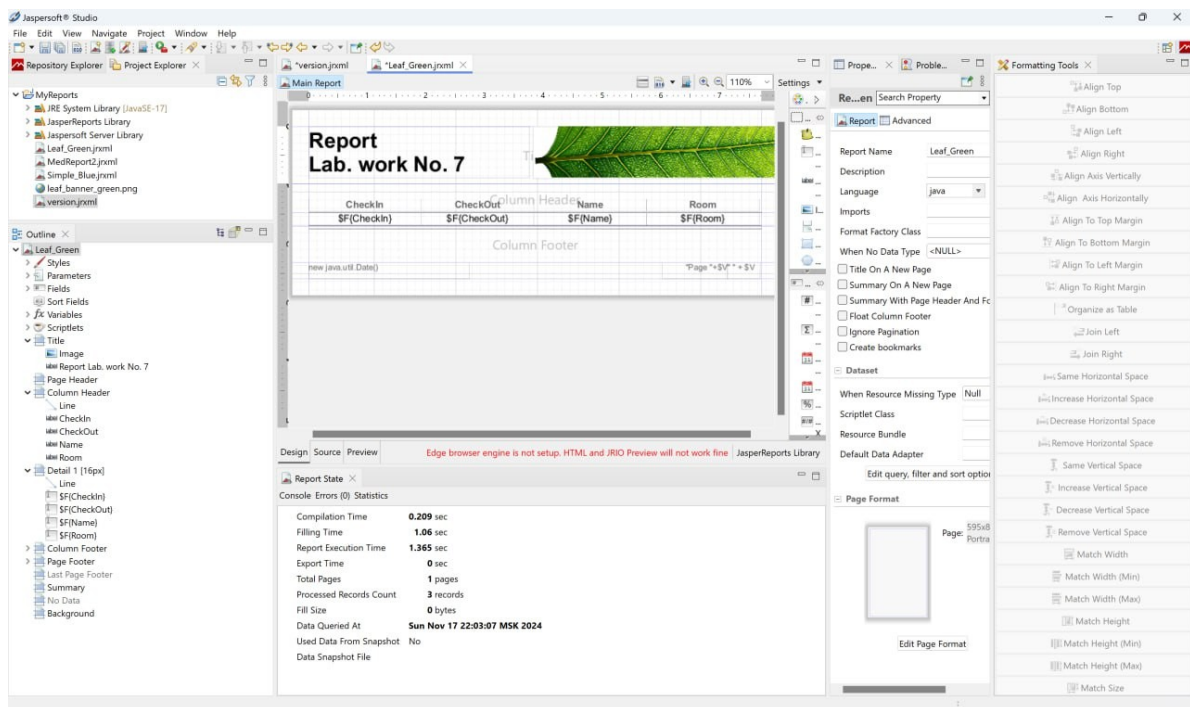 Jaspersoft® Studio
File Edit View Navigate Project Window Help
Repository Explorer Project Explorer
MyReports
JRE System Library [JavaSE-17]
JasperReports Library
Jaspersoft Server Library
Leaf_Green.jrxml
MedReport2.jrxml
Simple_Blue.jrxml
leaf_banner_green.png
version.jrxml
Outline
Leaf_Green
Styles
Parameters
Fields
Sort Fields
fx Variables
Scriptlets
Title
Image
label Report Lab. work No. 7
Page Header
Column Header
Line
label CheckIn
label CheckOut
label Name
label Room
Detail 1 [16px]
Line
$F{CheckIn}
$F{CheckOut}
$F{Name}
$F{Room}
Column Footer
Page Footer
Last Page Footer
Summary
No Data
Background
*version.jrxml *Leaf_Green.jrxml
Main Report 110% Settings
0 1 2 3 4 5 6 7
Report
Lab. work No. 7
Column Header
CheckIn CheckOut Name Room
$F{CheckIn} $F{CheckOut} $F{Name} $F{Room}
Column Footer
new java.util.Date() "Page "+$V" " + $V
Design Source Preview Edge browser engine is not setup. HTML and JRIO Preview will not work fine JasperReports Library
Report State
Console Errors (0) Statistics
Compilation Time 0.209 sec
Filling Time 1.06 sec
Report Execution Time 1.365 sec
Export Time 0 sec
Total Pages 1 pages
Processed Records Count 3 records
Fill Size 0 bytes
Data Queried At Sun Nov 17 22:03:07 MSK 2024
Used Data From Snapshot No
Data Snapshot File
Prope... Proble...
Re...en Search Property
Report Advanced
Report Name Leaf_Green
Description
Language java
Imports
Format Factory Class
When No Data Type <NULL>
Title On A New Page
Summary On A New Page
Summary With Page Header And Fo
Float Column Footer
Ignore Pagination
Create bookmarks
Dataset
When Resource Missing Type Null
Scriptlet Class
Resource Bundle
Default Data Adapter
Edit query, filter and sort option
Page Format
Page: 595x8
Portra
Edit Page Format
Formatting Tools
Align Top
Align Bottom
Align Left
Align Right
Align Axis Vertically
Align Axis Horizontally
Align To Top Margin
Align To Bottom Margin
Align To Left Margin
Align To Right Margin
Organize as Table
Join Left
Join Right
Same Horizontal Space
Increase Horizontal Space
Decrease Horizontal Space
Remove Horizontal Space
Same Vertical Space
Increase Vertical Space
Decrease Vertical Space
Remove Vertical Space
Match Width
Match Width (Min)
Match Width (Max)
Match Height
Match Height (Min)
Match Height (Max)
Match Size